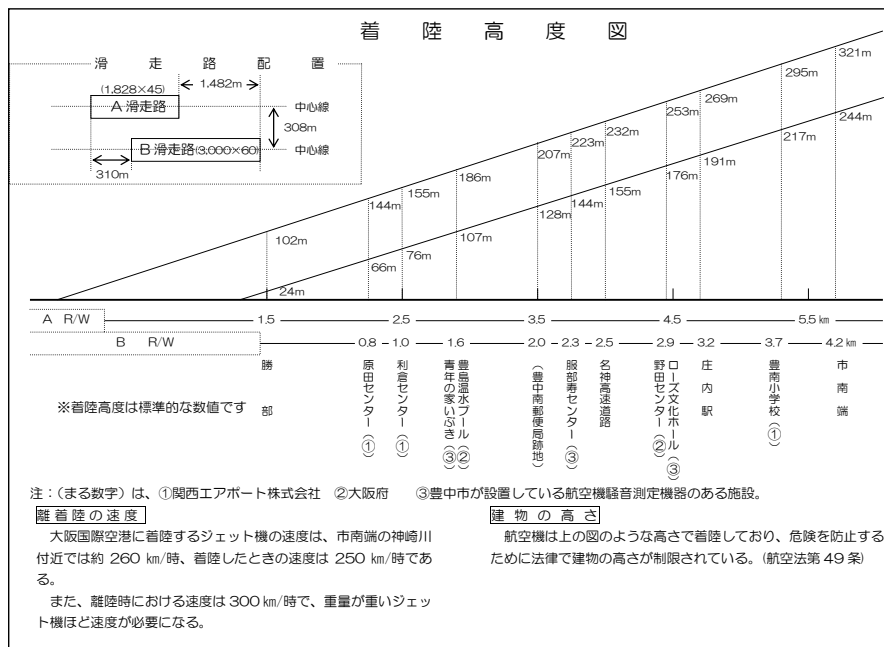 着陸高度図
滑走路配置
(1,828×45)
1,482m
A 滑走路
中心線
308m
B 滑走路(3,000×60)
中心線
310m
102m
144m
155m
186m
207m
223m
232m
253m
269m
295m
321m
24m
66m
76m
107m
128m
144m
155m
176m
191m
217m
244m
A R/W
1.5
2.5
3.5
4.5
5.5 ㎞
B R/W
0.8
1.0
1.6
2.0
2.3
2.5
2.9
3.2
3.7
4.2 ㎞
勝部
原田センター(①)
利倉センター(①)
青年の家いぶき(③)
豊島温水プール(②)
(豊中南郵便局跡地)
服部寿センター(③)
名神高速道路
野田センター(②)
ローズ文化ホール(③)
庄内駅
豊南小学校(①)
市南端
※着陸高度は標準的な数値です
注:(まる数字)は、①関西エアポート株式会社 ②大阪府 ③豊中市が設置している航空機騒音測定機器のある施設。
離着陸の速度
大阪国際空港に着陸するジェット機の速度は、市南端の神崎川
付近では約 260 ㎞/時、着陸したときの速度は 250 ㎞/時であ
る。
また、離陸時における速度は 300 ㎞/時で、重量が重いジェッ
ト機ほど速度が必要になる。
建物の高さ
航空機は上の図のような高さで着陸しており、危険を防止する
ために法律で建物の高さが制限されている。(航空法第 49 条)